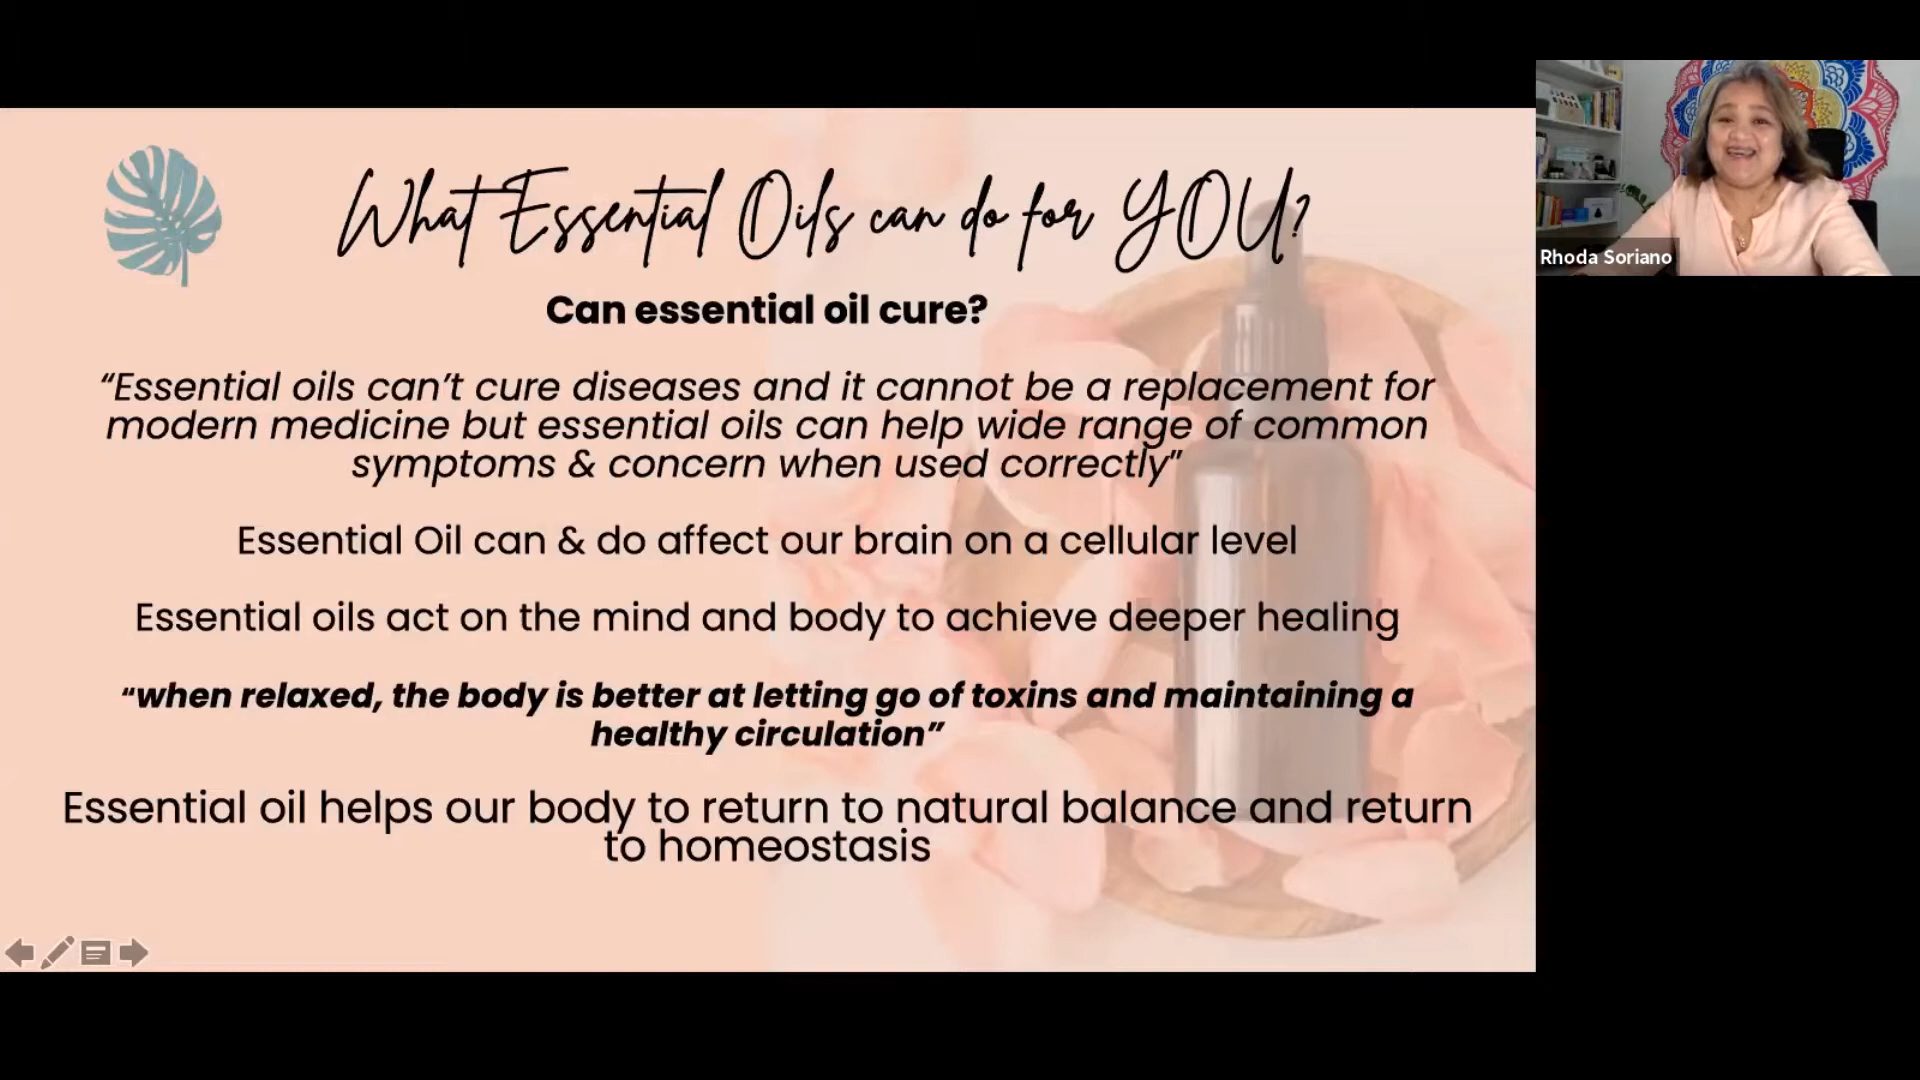 What Essential Oils can do for YOU?
Can essential oil cure?
“Essential oils can’t cure diseases and it cannot be a replacement for
modern medicine but essential oils can help wide range of common
symptoms & concern when used correctly”
Essential Oil can & do affect our brain on a cellular level
Essential oils act on the mind and body to achieve deeper healing
“when relaxed, the body is better at letting go of toxins and maintaining a
healthy circulation”
Essential oil helps our body to return to natural balance and return
to homeostasis
Rhoda Soriano